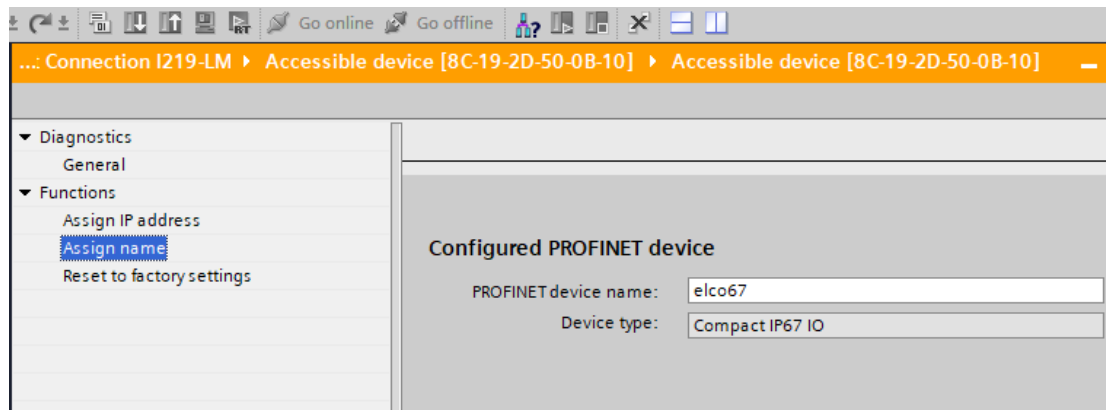 Go online Go offline
...: Connection I219-LM ▸ Accessible device [8C-19-2D-50-0B-10] ▸ Accessible device [8C-19-2D-50-0B-10]
Diagnostics
General
Functions
Assign IP address
Assign name
Reset to factory settings
Configured PROFINET device
PROFINET device name: elco67
Device type: Compact IP67 IO